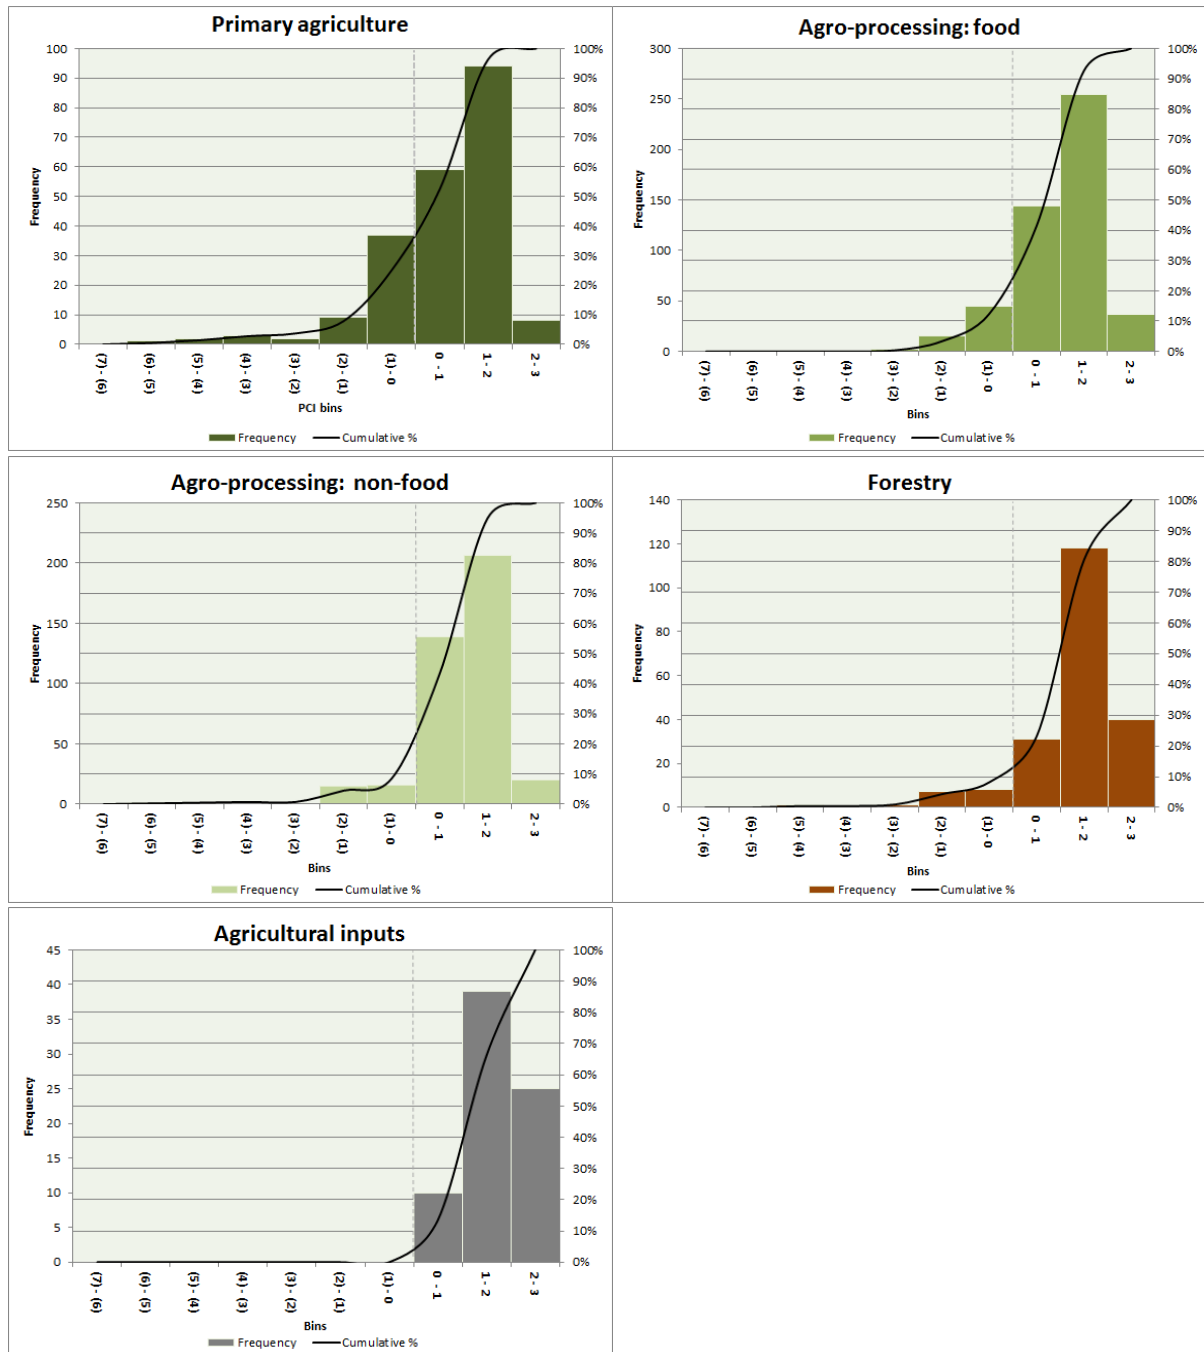 Primary agriculture
100
90
80
70
60
50
40
30
20
10
0
100%
90%
80%
70%
60%
50%
40%
30%
20%
10%
0%
Frequency
(7) - (6)
(6) - (5)
(5) - (4)
(4) - (3)
(3) - (2)
(2) - (1)
(1) - 0
0 - 1
1 - 2
2 - 3
PCI bins
Frequency Cumulative %
Agro-processing: food
300
250
200
150
100
50
0
100%
90%
80%
70%
60%
50%
40%
30%
20%
10%
0%
Frequency
(7) - (6)
(6) - (5)
(5) - (4)
(4) - (3)
(3) - (2)
(2) - (1)
(1) - 0
0 - 1
1 - 2
2 - 3
Bins
Frequency Cumulative %
Agro-processing: non-food
250
200
150
100
50
0
100%
90%
80%
70%
60%
50%
40%
30%
20%
10%
0%
Frequency
(7) - (6)
(6) - (5)
(5) - (4)
(4) - (3)
(3) - (2)
(2) - (1)
(1) - 0
0 - 1
1 - 2
2 - 3
Bins
Frequency Cumulative %
Forestry
140
120
100
80
60
40
20
0
100%
90%
80%
70%
60%
50%
40%
30%
20%
10%
0%
Frequency
(7) - (6)
(6) - (5)
(5) - (4)
(4) - (3)
(3) - (2)
(2) - (1)
(1) - 0
0 - 1
1 - 2
2 - 3
Bins
Frequency Cumulative %
Agricultural inputs
45
40
35
30
25
20
15
10
5
0
100%
90%
80%
70%
60%
50%
40%
30%
20%
10%
0%
Frequency
(7) - (6)
(6) - (5)
(5) - (4)
(4) - (3)
(3) - (2)
(2) - (1)
(1) - 0
0 - 1
1 - 2
2 - 3
Bins
Frequency Cumulative %